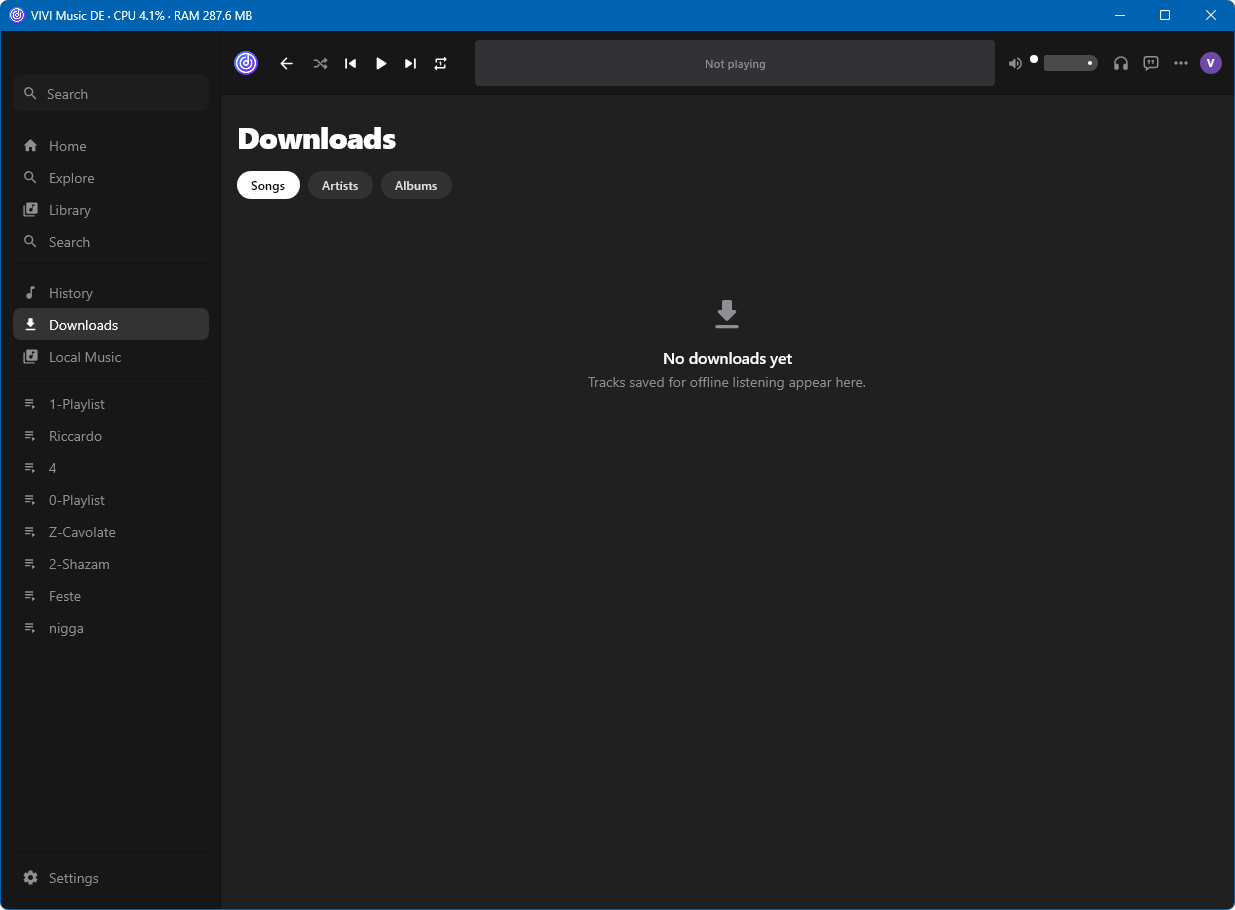 VIVI Music DE · CPU 4.1% · RAM 287.6 MB
Not playing
V
Search
Home
Explore
Library
Search
History
Downloads
Local Music
1-Playlist
Riccardo
4
0-Playlist
Z-Cavolate
2-Shazam
Feste
nigga
Settings
Downloads
Songs Artists Albums
No downloads yet
Tracks saved for offline listening appear here.